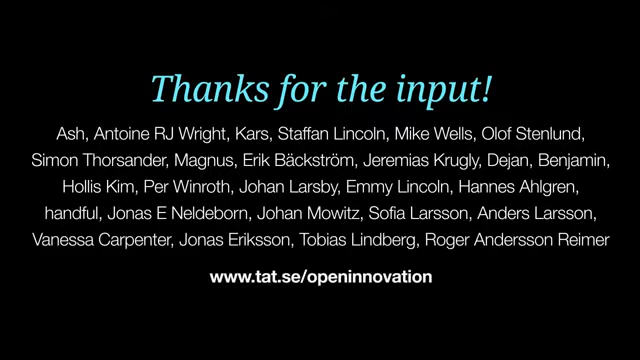 Thanks for the input!
Ash, Antoine RJ Wright, Kars, Staffan Lincoln, Mike Wells, Olof Stenlund,
Simon Thorsander, Magnus, Erik Bäckström, Jeremias Krugly, Dejan, Benjamin,
Hollis Kim, Per Winroth, Johan Larsby, Emmy Lincoln, Hannes Ahlgren,
handful, Jonas E Neldeborn, Johan Mowitz, Sofia Larsson, Anders Larsson,
Vanessa Carpenter, Jonas Eriksson, Tobias Lindberg, Roger Andersson Reimer
www.tat.se/openinnovation